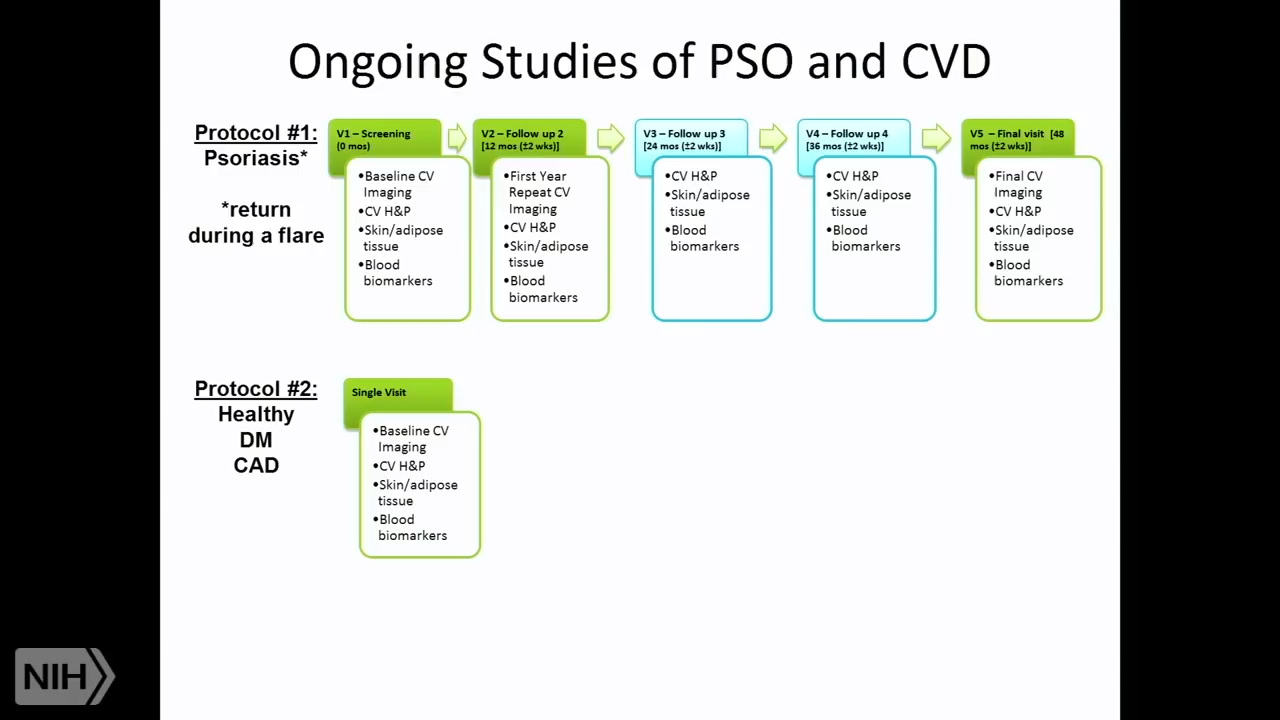 Ongoing Studies of PSO and CVD
Protocol #1:
Psoriasis*
*return
during a flare
V1 – Screening
(0 mos)
•Baseline CV
Imaging
•CV H&P
•Skin/adipose
tissue
•Blood
biomarkers
V2 – Follow up 2
[12 mos (±2 wks)]
•First Year
Repeat CV
Imaging
•CV H&P
•Skin/adipose
tissue
•Blood
biomarkers
V3 – Follow up 3
[24 mos (±2 wks)]
•CV H&P
•Skin/adipose
tissue
•Blood
biomarkers
V4 – Follow up 4
[36 mos (±2 wks)]
•CV H&P
•Skin/adipose
tissue
•Blood
biomarkers
V5 – Final visit [48
mos (±2 wks)]
•Final CV
Imaging
•CV H&P
•Skin/adipose
tissue
•Blood
biomarkers
Protocol #2:
Healthy
DM
CAD
Single Visit
•Baseline CV
Imaging
•CV H&P
•Skin/adipose
tissue
•Blood
biomarkers
NIH